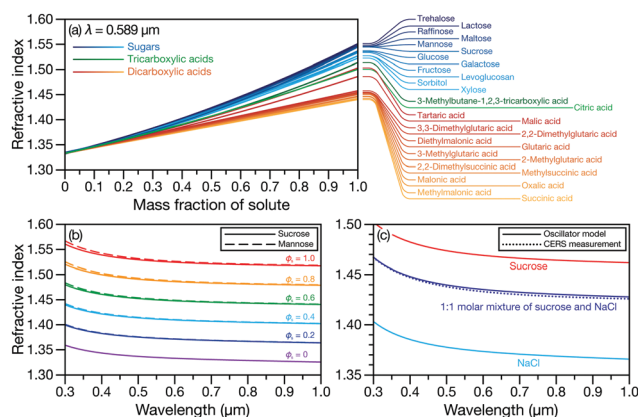 (a) λ = 0.589 μm
Sugars
Tricarboxylic acids
Dicarboxylic acids
Refractive index
1.60
1.55
1.50
1.45
1.40
1.35
1.30
0
0.1
0.2
0.3
0.4
0.5
0.6
0.7
0.8
0.9
1.0
Mass fraction of solute
Trehalose
Lactose
Raffinose
Maltose
Mannose
Sucrose
Glucose
Galactose
Fructose
Levoglucosan
Sorbitol
Xylose
3-Methylbutane-1,2,3-tricarboxylic acid
Citric acid
Tartaric acid
Malic acid
3,3-Dimethylglutaric acid
2,2-Dimethylglutaric acid
Diethylmalonic acid
Glutaric acid
3-Methylglutaric acid
2-Methylglutaric acid
2,2-Dimethylsuccinic acid
Methylsuccinic acid
Malonic acid
Oxalic acid
Methylmalonic acid
Succinic acid
(b)
Sucrose
Mannose
ϕs = 1.0
ϕs = 0.8
ϕs = 0.6
ϕs = 0.4
ϕs = 0.2
ϕs = 0
Refractive index
1.60
1.55
1.50
1.45
1.40
1.35
1.30
0.3
0.4
0.5
0.6
0.7
0.8
0.9
1.0
Wavelength (μm)
(c)
Oscillator model
CERS measurement
Sucrose
1:1 molar mixture of sucrose and NaCl
NaCl
1.50
1.45
1.40
1.35
0.3
0.4
0.5
0.6
0.7
0.8
0.9
1.0
Wavelength (μm)